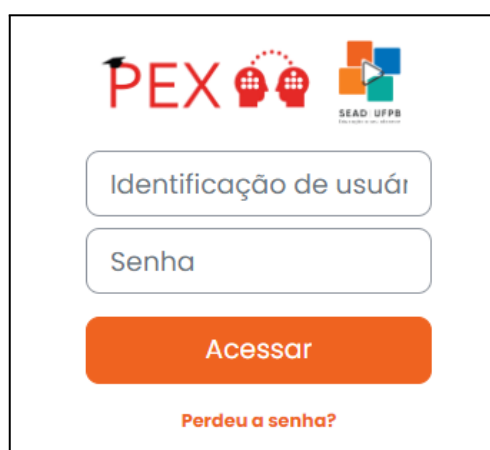 PEX
SEAD UFPB
Identificação de usuár
Senha
Acessar
Perdeu a senha?